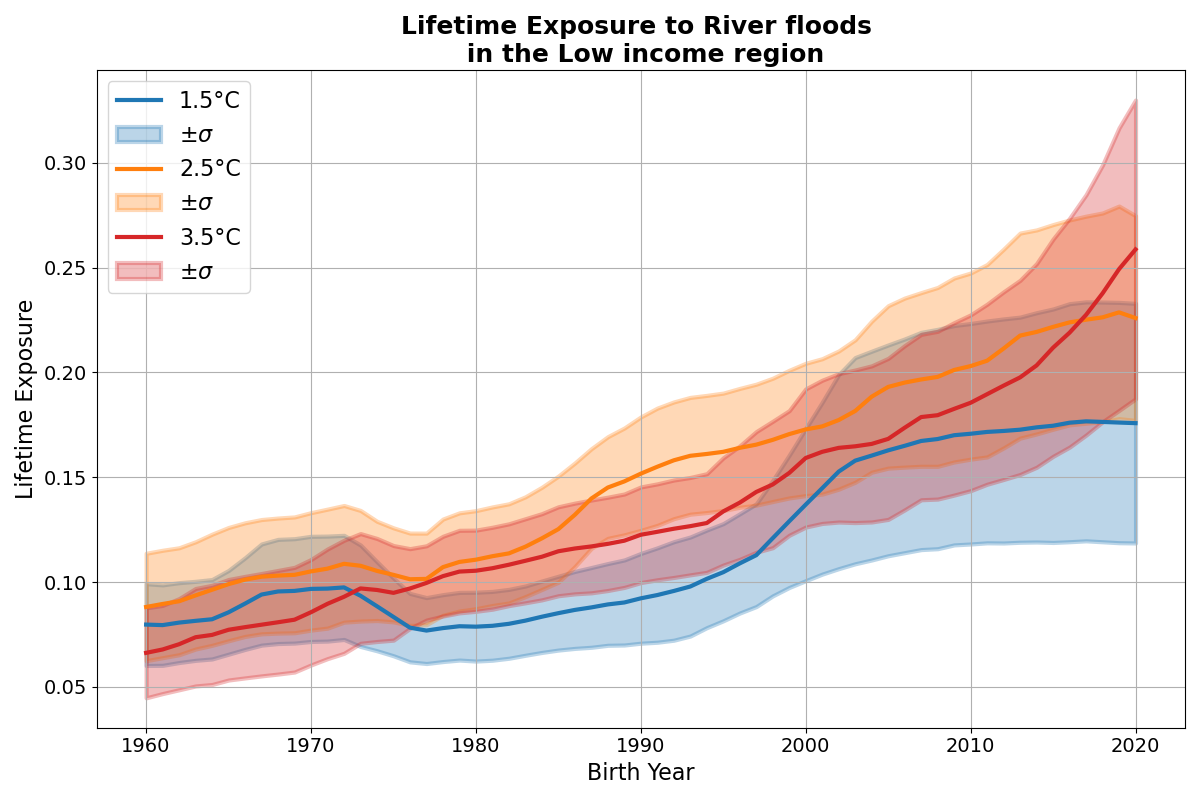 Lifetime Exposure to River floods
in the Low income region
1.5°C
±σ
2.5°C
±σ
3.5°C
±σ
Lifetime Exposure
0.30
0.25
0.20
0.15
0.10
0.05
1960 1970 1980 1990 2000 2010 2020
Birth Year